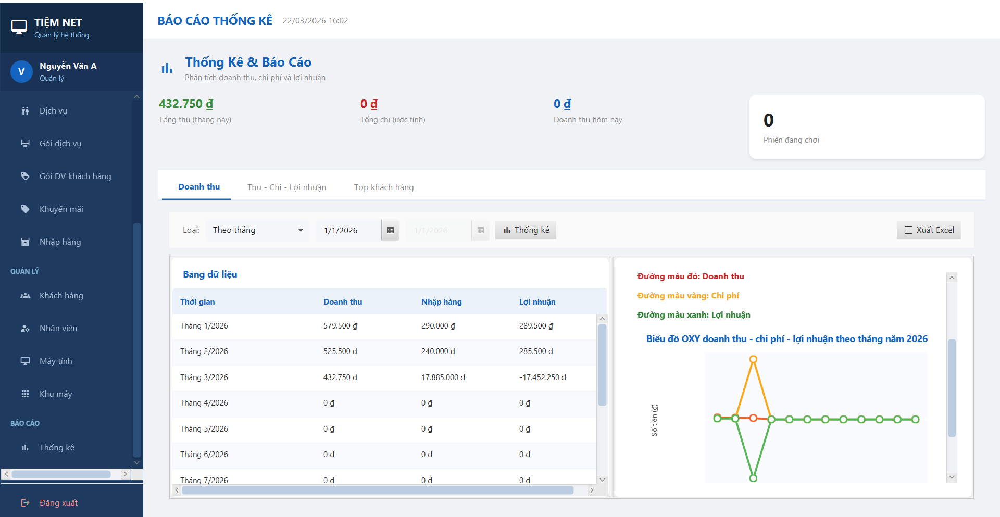 TIỆM NET
Quản lý hệ thống
V
Nguyễn Văn A
Quản lý
Dịch vụ
Gói dịch vụ
Gói DV khách hàng
Khuyến mãi
Nhập hàng
QUẢN LÝ
Khách hàng
Nhân viên
Máy tính
Khu máy
BÁO CÁO
Thống kê
Đăng xuất
BÁO CÁO THỐNG KÊ 22/03/2026 16:02
Thống Kê & Báo Cáo
Phân tích doanh thu, chi phí và lợi nhuận
432.750 ₫
Tổng thu (tháng này)
0 ₫
Tổng chi (ước tính)
0 ₫
Doanh thu hôm nay
0
Phiên đang chơi
Doanh thu Thu - Chi - Lợi nhuận Top khách hàng
Loại: Theo tháng 1/1/2026 1/1/2026 Thống kê Xuất Excel
Bảng dữ liệu
Thời gian Doanh thu Nhập hàng Lợi nhuận
Tháng 1/2026 579.500 ₫ 290.000 ₫ 289.500 ₫
Tháng 2/2026 525.500 ₫ 240.000 ₫ 285.500 ₫
Tháng 3/2026 432.750 ₫ 17.885.000 ₫ -17.452.250 ₫
Tháng 4/2026 0 ₫ 0 ₫ 0 ₫
Tháng 5/2026 0 ₫ 0 ₫ 0 ₫
Tháng 6/2026 0 ₫ 0 ₫ 0 ₫
Tháng 7/2026 0 ₫ 0 ₫ 0 ₫
Đường màu đỏ: Doanh thu
Đường màu vàng: Chi phí
Đường màu xanh: Lợi nhuận
Biểu đồ OXY doanh thu - chi phí - lợi nhuận theo tháng năm 2026
Số tiền (₫)